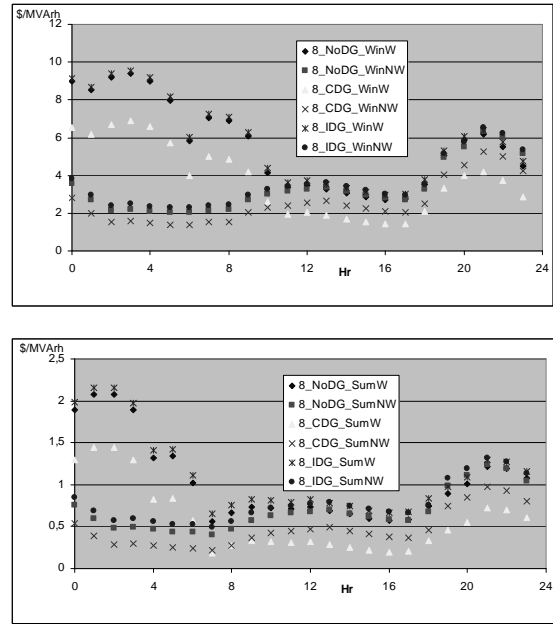 $/MVArh
12
10
8
6
4
2
0
8_NoDG_WinW
8_NoDG_WinNW
8_CDG_WinW
8_CDG_WinNW
8_IDG_WinW
8_IDG_WinNW
0 4 8 12 16 20 24
Hr
$/MVArh
2,5
2
1,5
1
0,5
0
8_NoDG_SumW
8_NoDG_SumNW
8_CDG_SumW
8_CDG_SumNW
8_IDG_SumW
8_IDG_SumNW
0 4 8 12 16 20 24
Hr